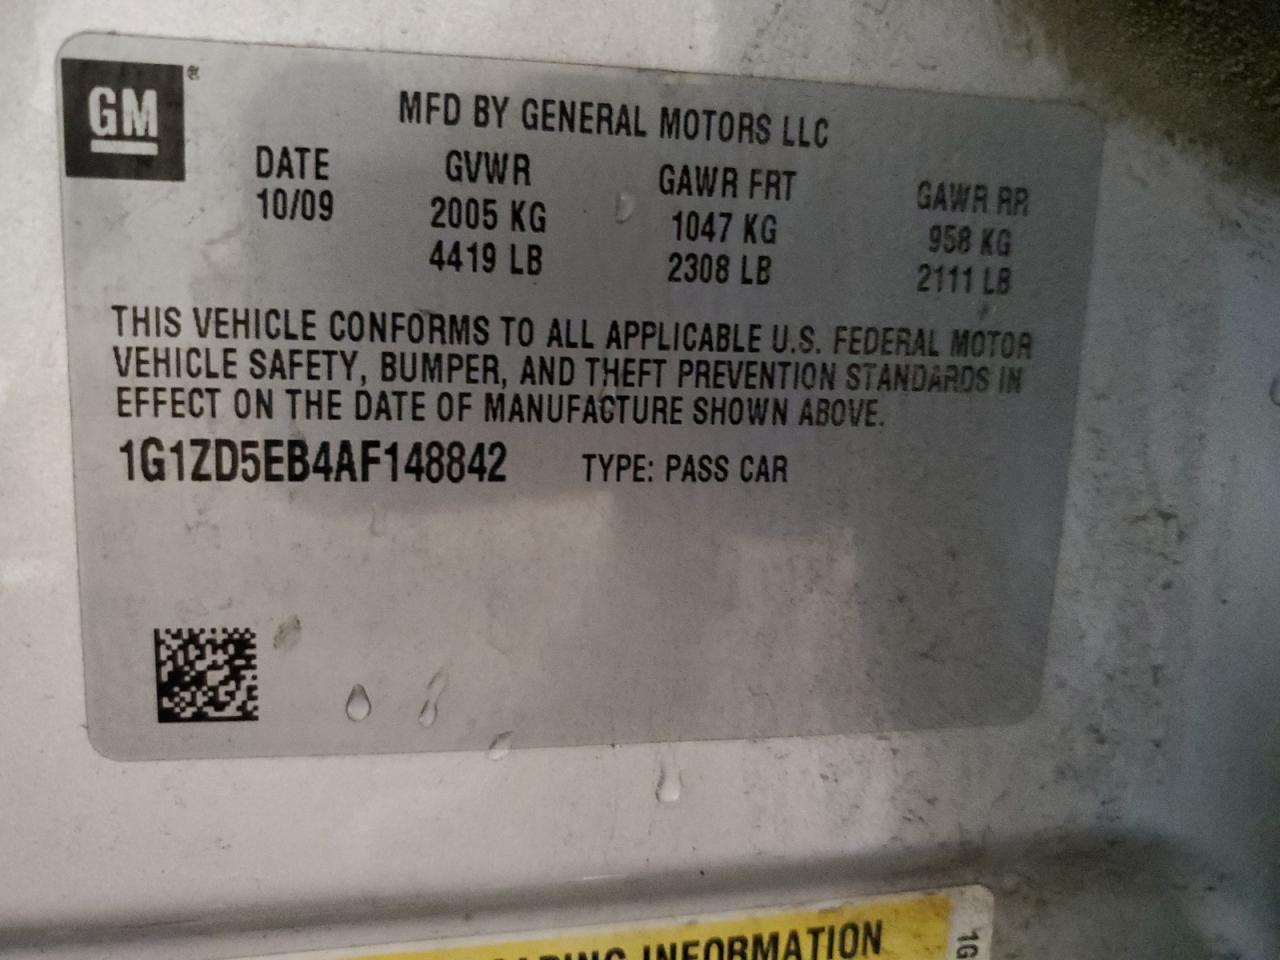 GM ®
MFD BY GENERAL MOTORS LLC
DATE GVWR GAWR FRT GAWR RR
10/09 2005 KG 1047 KG 958 KG
4419 LB 2308 LB 2111 LB
THIS VEHICLE CONFORMS TO ALL APPLICABLE U.S. FEDERAL MOTOR
VEHICLE SAFETY, BUMPER, AND THEFT PREVENTION STANDARDS IN
EFFECT ON THE DATE OF MANUFACTURE SHOWN ABOVE.
1G1ZD5EB4AF148842 TYPE: PASS CAR
INFORMATION
1G